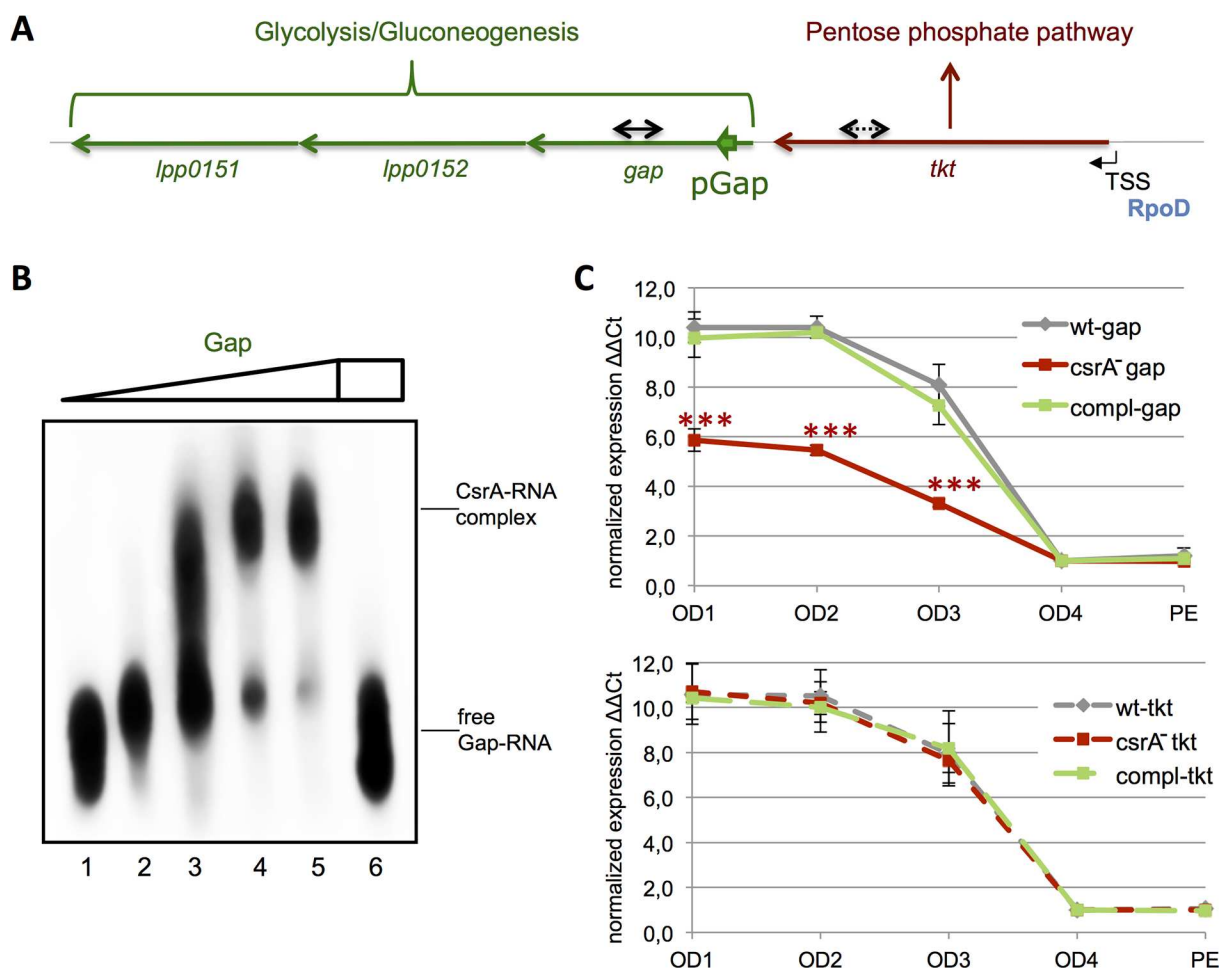 A
Glycolysis/Gluconeogenesis
Pentose phosphate pathway
lpp0151
lpp0152
gap
pGap
tkt
TSS
RpoD
B
Gap
CsrA-RNA
complex
free
Gap-RNA
1 2 3 4 5 6
C
normalized expression ΔΔCt
12,0
10,0
8,0
6,0
4,0
2,0
0,0
wt-gap
csrA⁻ gap
compl-gap
***
***
***
OD1 OD2 OD3 OD4 PE
normalized expression ΔΔCt
12,0
10,0
8,0
6,0
4,0
2,0
0,0
wt-tkt
csrA⁻ tkt
compl-tkt
OD1 OD2 OD3 OD4 PE